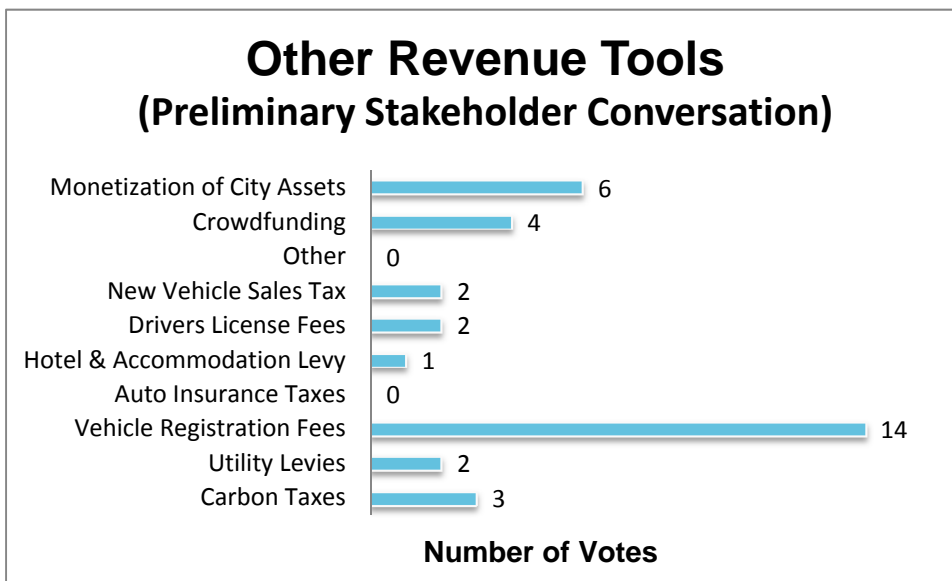 Other Revenue Tools
(Preliminary Stakeholder Conversation)
Monetization of City Assets 6
Crowdfunding 4
Other 0
New Vehicle Sales Tax 2
Drivers License Fees 2
Hotel & Accommodation Levy 1
Auto Insurance Taxes 0
Vehicle Registration Fees 14
Utility Levies 2
Carbon Taxes 3
Number of Votes